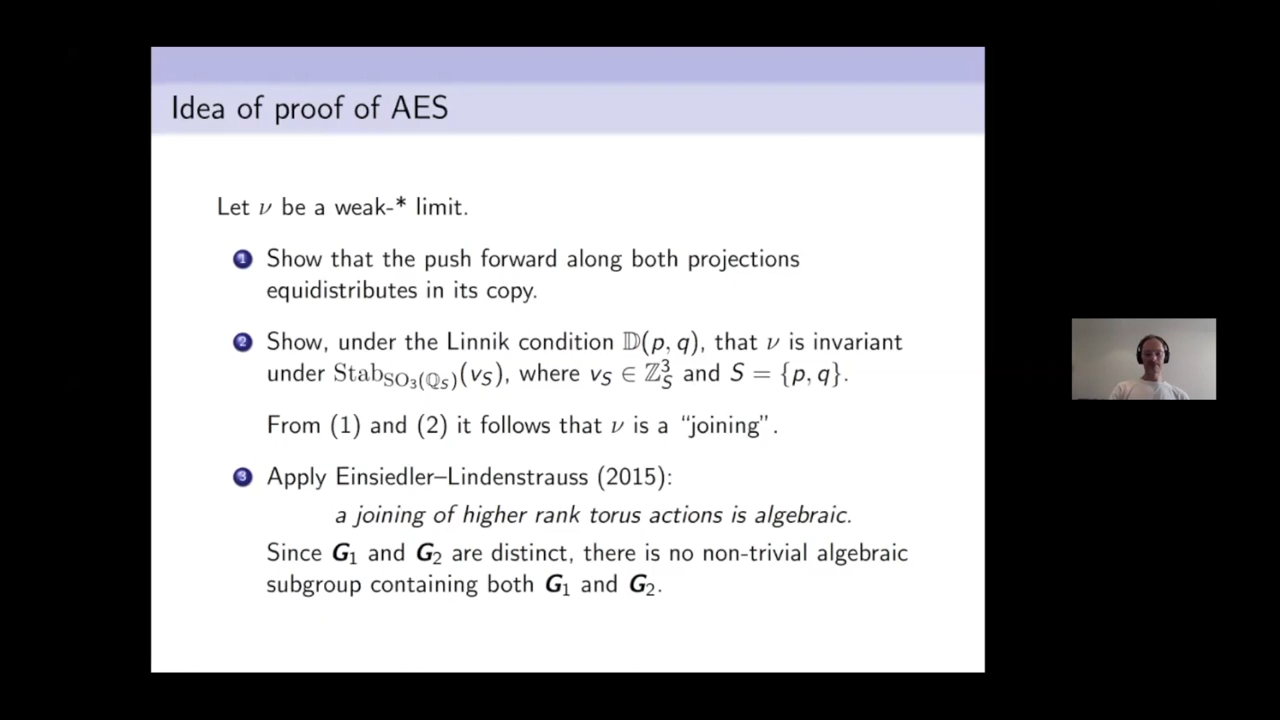 Idea of proof of AES
Let ν be a weak-* limit.
1 Show that the push forward along both projections
equidistributes in its copy.
2 Show, under the Linnik condition 𝔻(p, q), that ν is invariant
under Stab_{SO₃(ℚ_S)}(v_S), where v_S ∈ ℤ³_S and S = {p, q}.
From (1) and (2) it follows that ν is a “joining”.
3 Apply Einsiedler–Lindenstrauss (2015):
a joining of higher rank torus actions is algebraic.
Since G₁ and G₂ are distinct, there is no non-trivial algebraic
subgroup containing both G₁ and G₂.